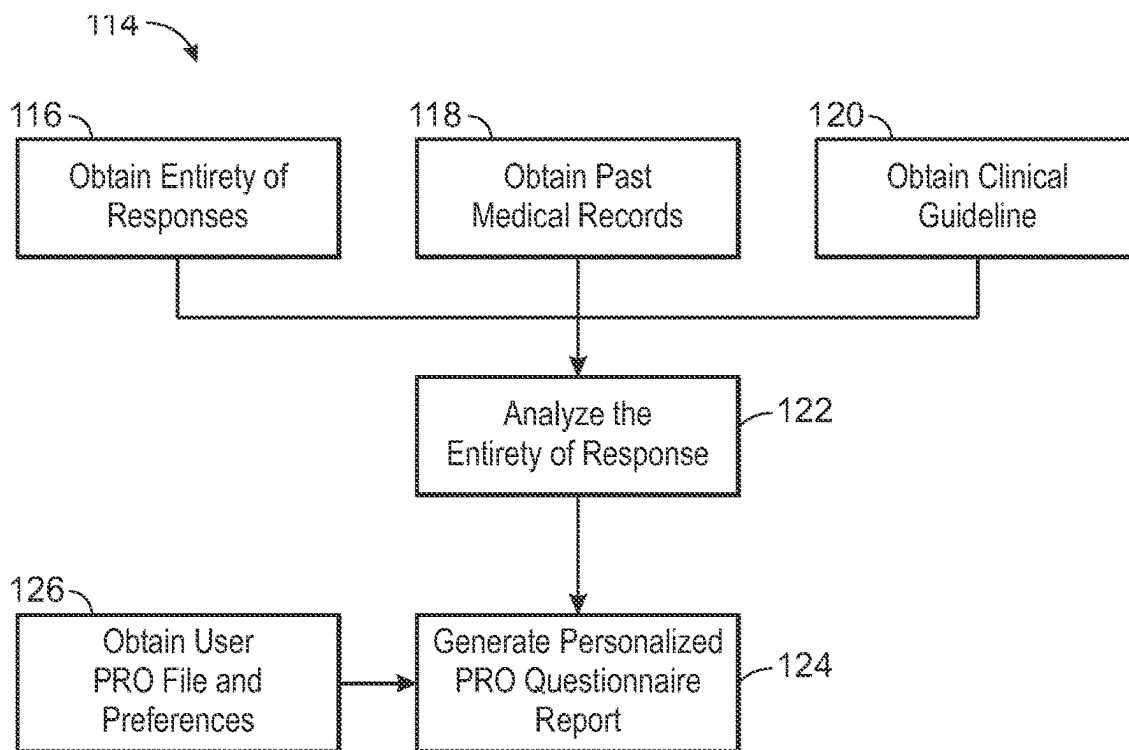 114
116
118
120
Obtain Entirety of
Responses
Obtain Past
Medical Records
Obtain Clinical
Guideline
Analyze the
Entirety of Response
122
126
Obtain User
PRO File and
Preferences
Generate Personalized
PRO Questionnaire
Report
124